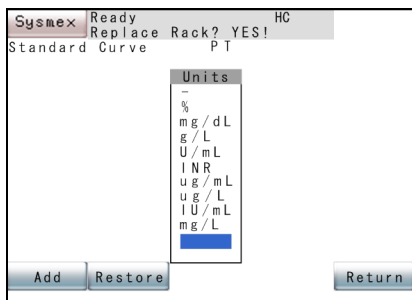 Sysmex Ready HC
Replace Rack? YES!
Standard Curve PT
Units
-
%
mg/dL
g/L
U/mL
INR
ug/mL
ug/L
IU/mL
mg/L
Add Restore Return